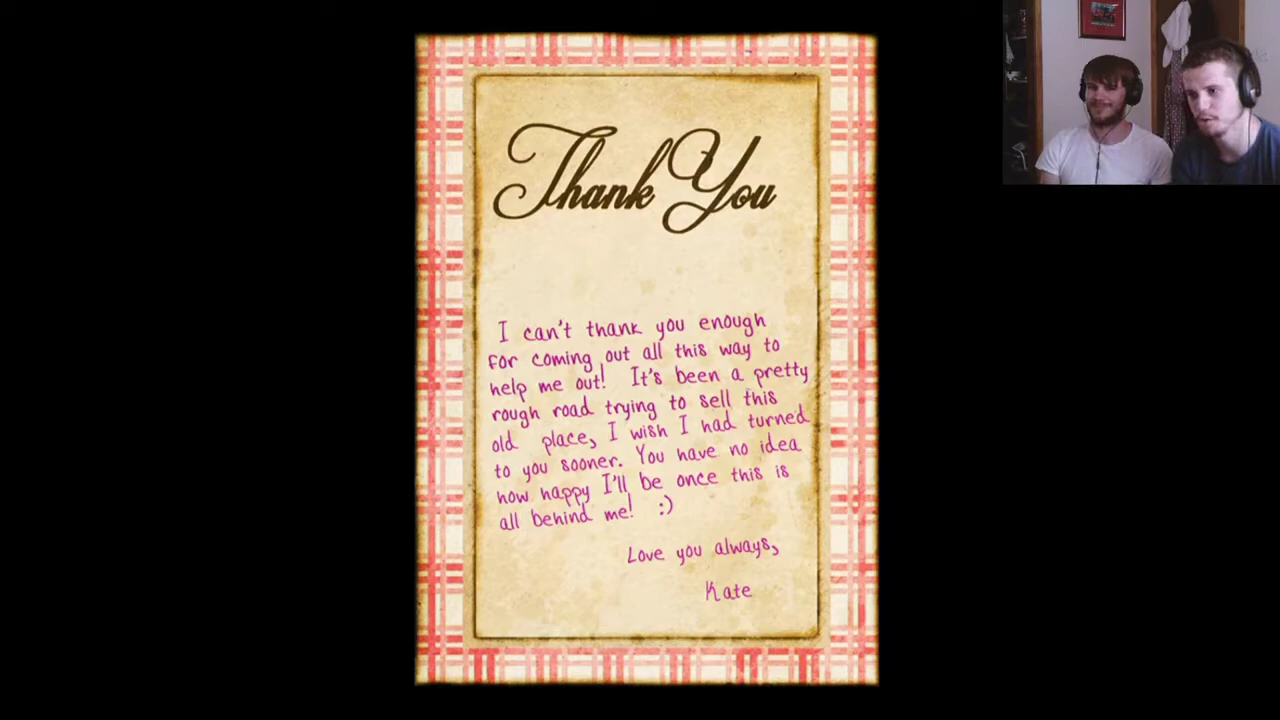 Thank You
I can't thank you enough
for coming out all this way to
help me out! It's been a pretty
rough road trying to sell this
old place, I wish I had turned
to you sooner. You have no idea
how happy I'll be once this is
all behind me! :)
Love you always,
Kate